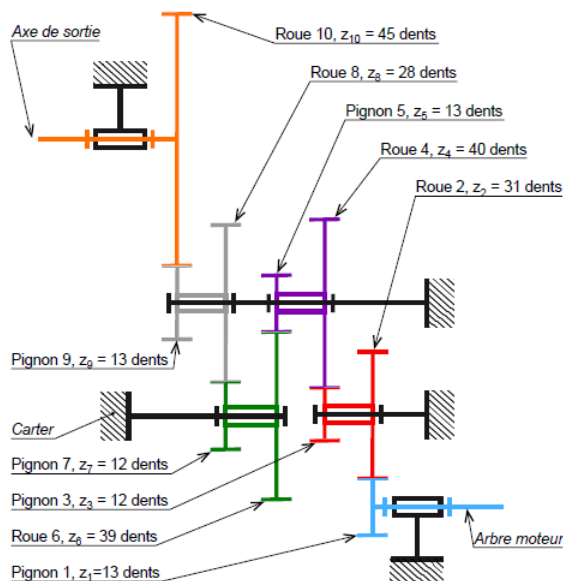 Axe de sortie
Roue 10, z10 = 45 dents
Roue 8, z8 = 28 dents
Pignon 5, z5 = 13 dents
Roue 4, z4 = 40 dents
Roue 2, z2 = 31 dents
Pignon 9, z9 = 13 dents
Carter
Pignon 7, z7 = 12 dents
Pignon 3, z3 = 12 dents
Roue 6, z6 = 39 dents
Arbre moteur
Pignon 1, z1=13 dents